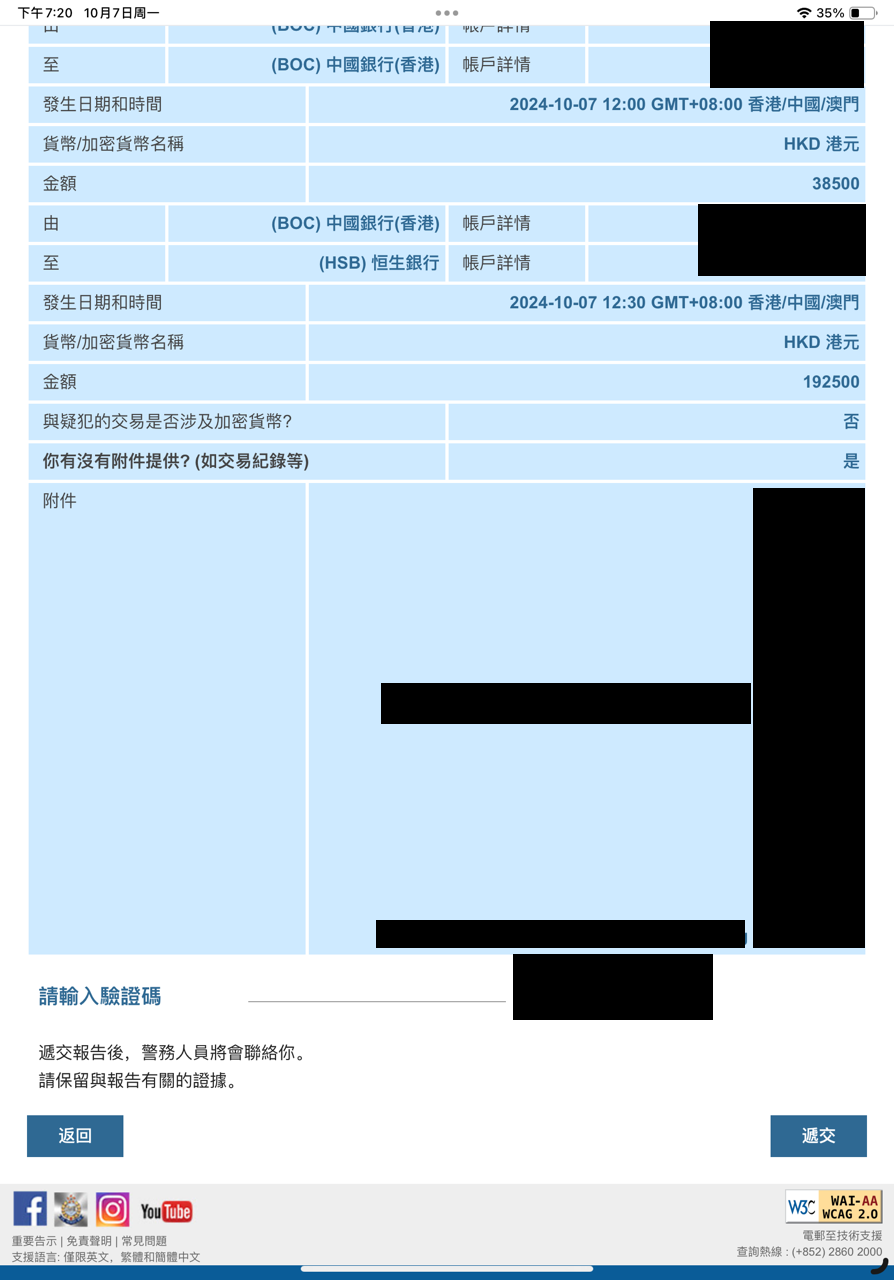 下午7:20 10月7日周一
35%
由 (BOC) 中國銀行(香港) 帳戶詳情
至 (BOC) 中國銀行(香港) 帳戶詳情
發生日期和時間 2024-10-07 12:00 GMT+08:00 香港/中國/澳門
貨幣/加密貨幣名稱 HKD 港元
金額 38500
由 (BOC) 中國銀行(香港) 帳戶詳情
至 (HSB) 恒生銀行 帳戶詳情
發生日期和時間 2024-10-07 12:30 GMT+08:00 香港/中國/澳門
貨幣/加密貨幣名稱 HKD 港元
金額 192500
與疑犯的交易是否涉及加密貨幣? 否
你有沒有附件提供? (如交易紀錄等) 是
附件
請輸入驗證碼
遞交報告後，警務人員將會聯絡你。
請保留與報告有關的證據。
返回 遞交
YouTube
W3C WAI-AA WCAG 2.0
重要告示 | 免責聲明 | 常見問題
支援語言: 僅限英文，繁體和簡體中文
電郵至技術支援
查詢熱線 : (+852) 2860 2000